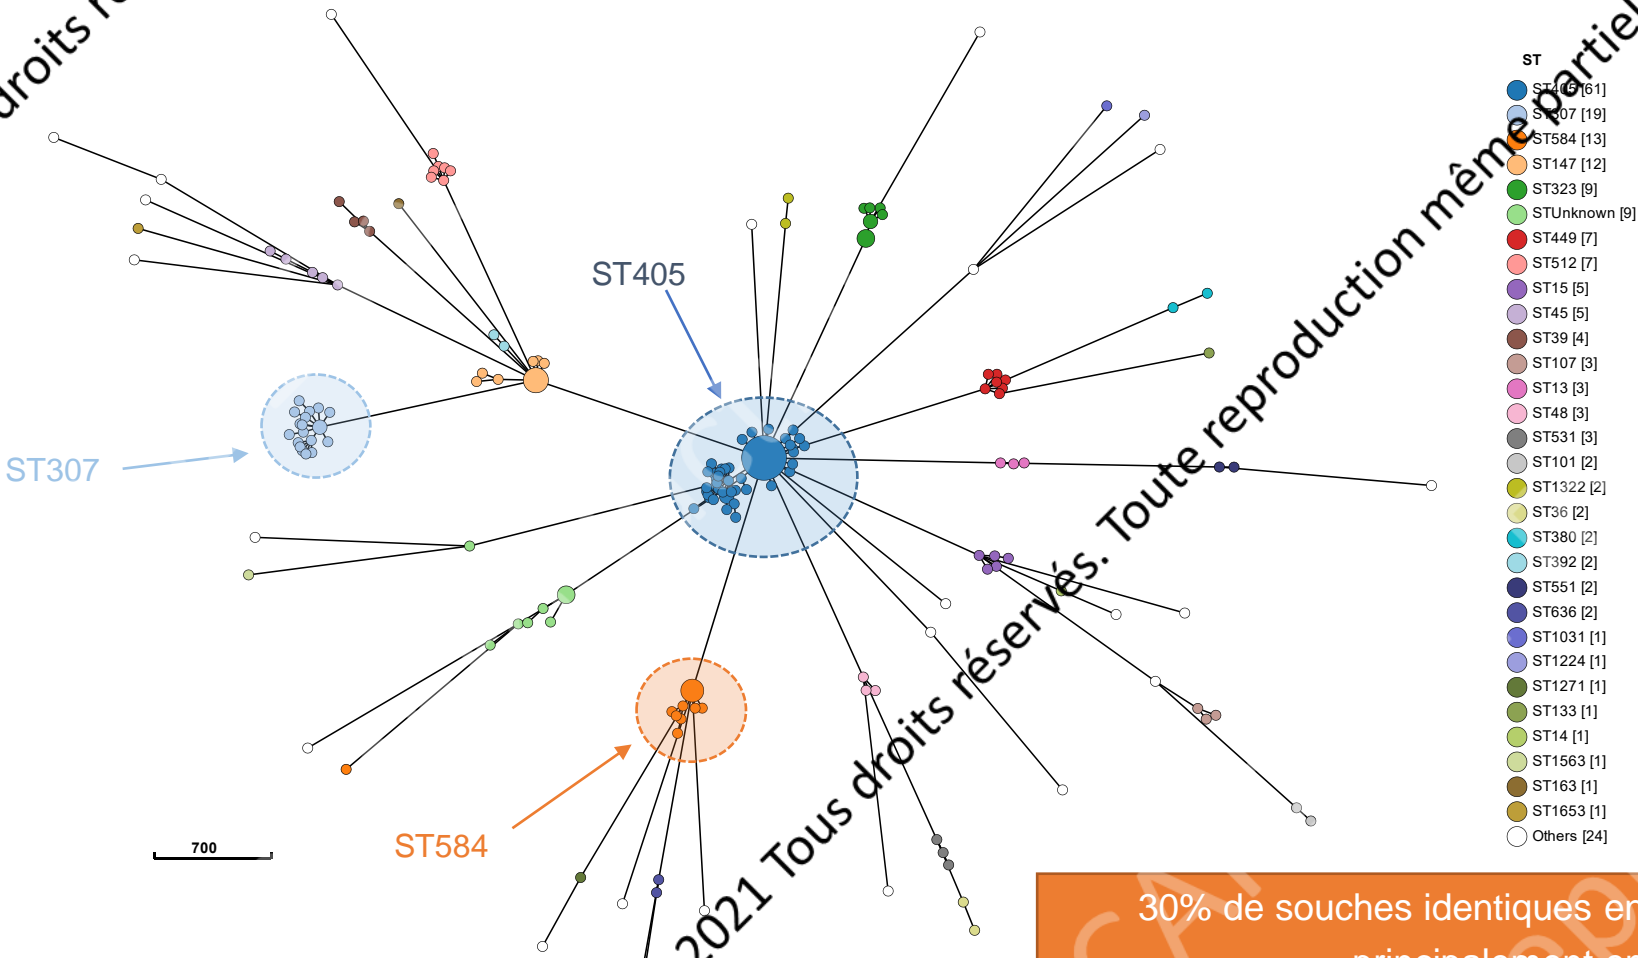 droits
2021 Tous droits réservés. Toute reproduction même partiel
ST405
ST307
ST584
700
ST
ST405 [61]
ST307 [19]
ST584 [13]
ST147 [12]
ST323 [9]
STUnknown [9]
ST449 [7]
ST512 [7]
ST15 [5]
ST45 [5]
ST39 [4]
ST107 [3]
ST13 [3]
ST48 [3]
ST531 [3]
ST101 [2]
ST1322 [2]
ST36 [2]
ST380 [2]
ST392 [2]
ST551 [2]
ST636 [2]
ST1031 [1]
ST1224 [1]
ST1271 [1]
ST133 [1]
ST14 [1]
ST1563 [1]
ST163 [1]
ST1653 [1]
Others [24]
30% de souches identiques en